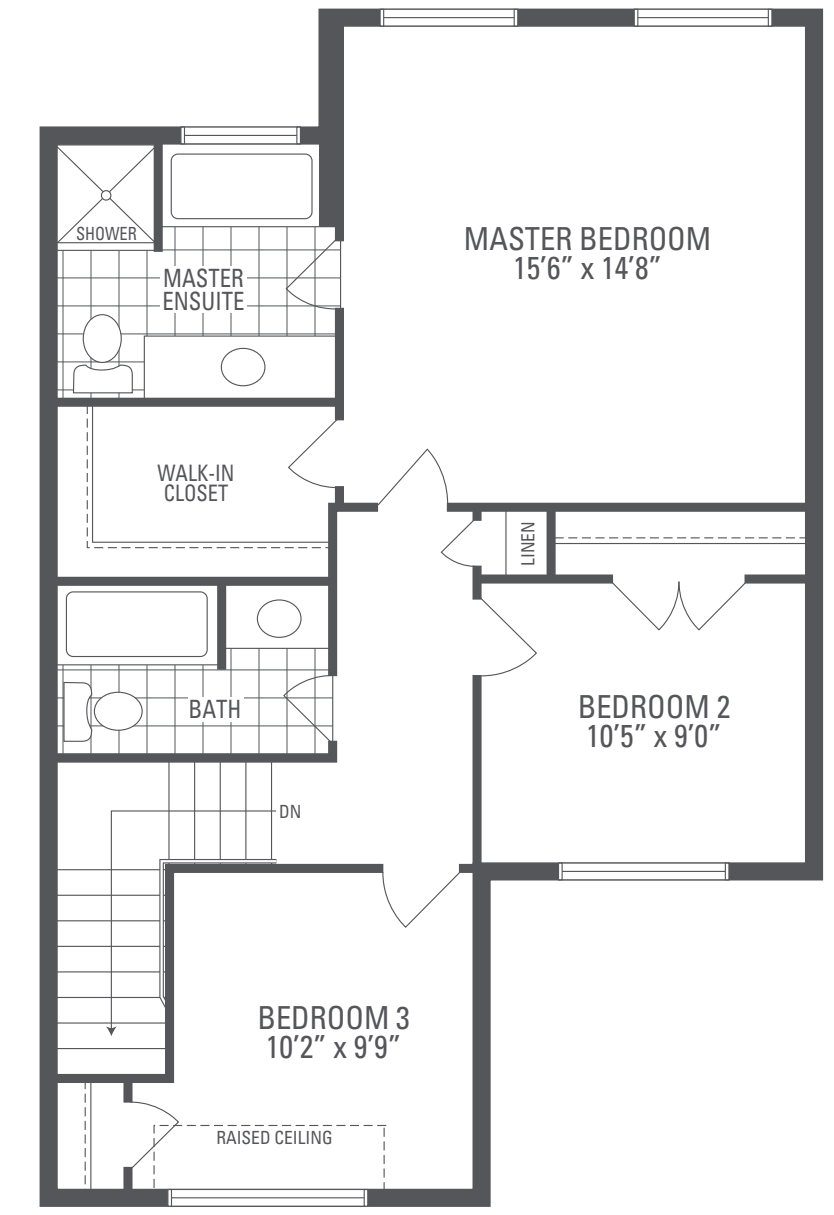 SHOWER
MASTER
ENSUITE
MASTER BEDROOM
15’6” x 14’8”
WALK-IN
CLOSET
LINEN
BATH
BEDROOM 2
10’5” x 9’0”
DN
BEDROOM 3
10’2” x 9’9”
RAISED CEILING